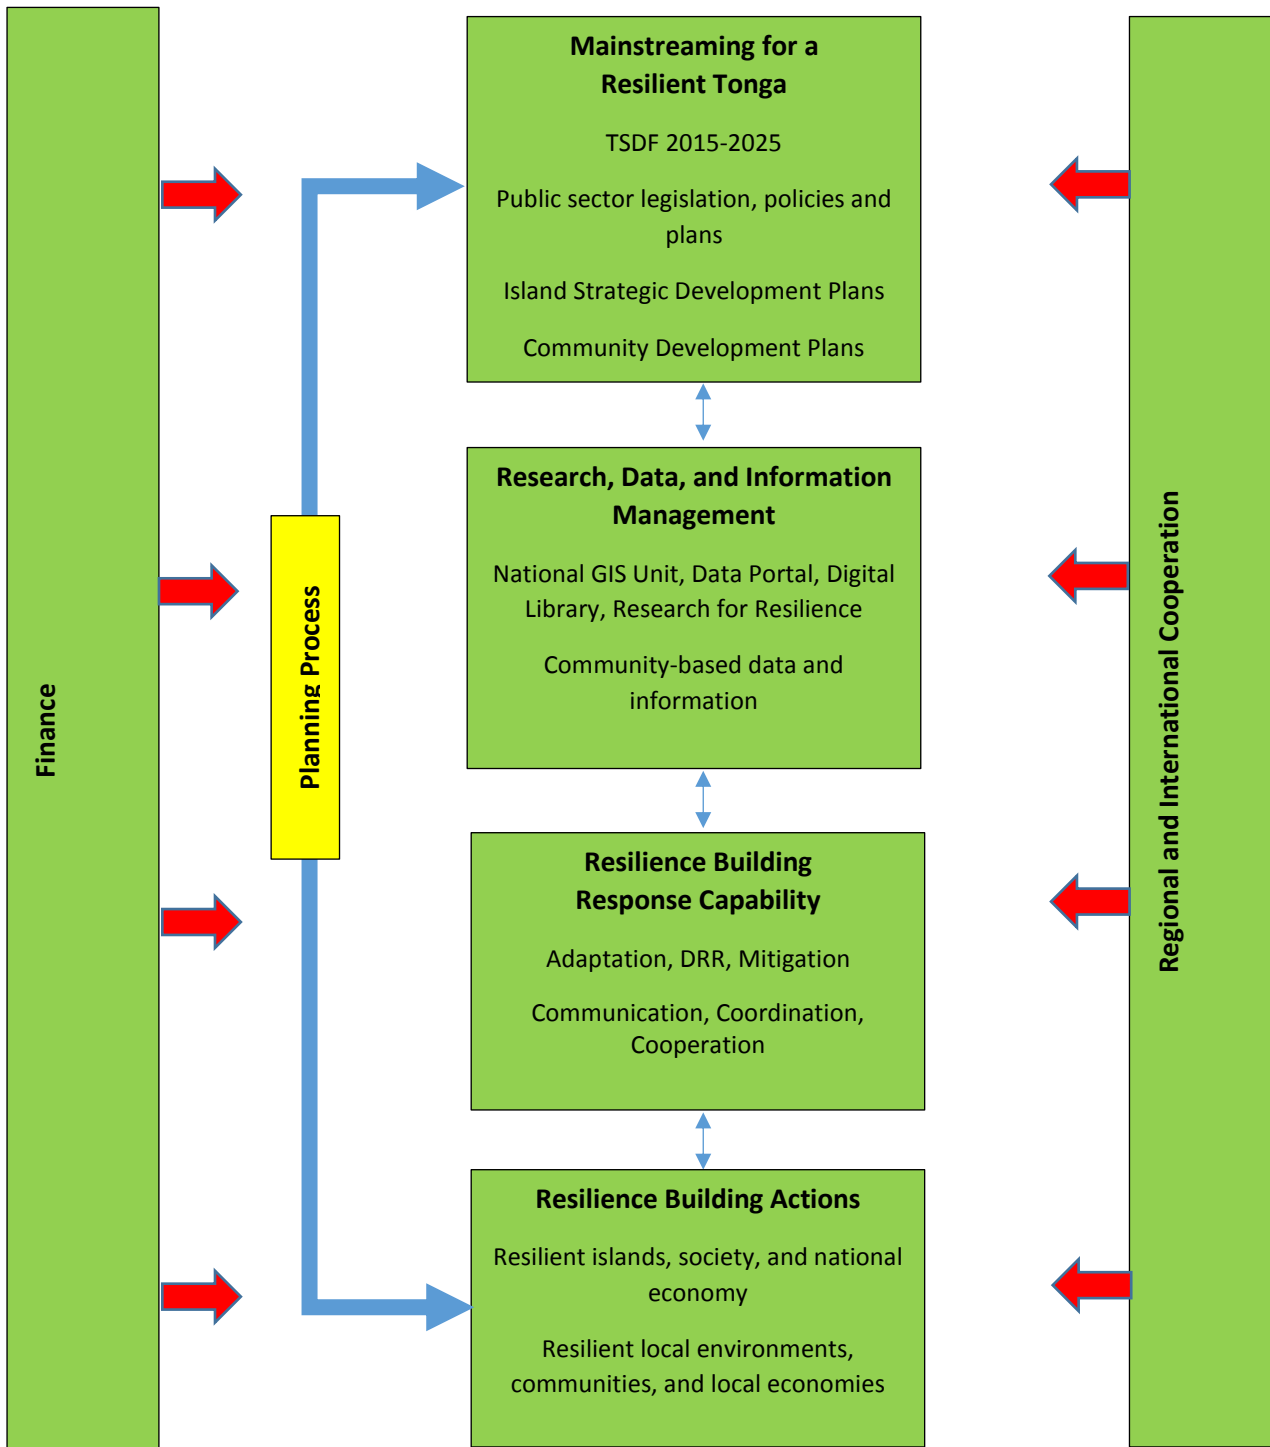 Finance
Planning Process
Mainstreaming for a
Resilient Tonga
TSDF 2015-2025
Public sector legislation, policies and
plans
Island Strategic Development Plans
Community Development Plans
Research, Data, and Information
Management
National GIS Unit, Data Portal, Digital
Library, Research for Resilience
Community-based data and
information
Resilience Building
Response Capability
Adaptation, DRR, Mitigation
Communication, Coordination,
Cooperation
Resilience Building Actions
Resilient islands, society, and national
economy
Resilient local environments,
communities, and local economies
Regional and International Cooperation